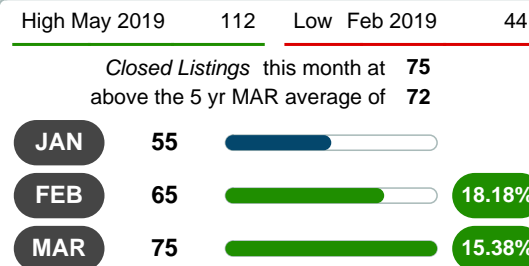 High May 2019 112 Low Feb 2019 44
Closed Listings this month at 75
above the 5 yr MAR average of 72
JAN 55
FEB 65 18.18%
MAR 75 15.38%